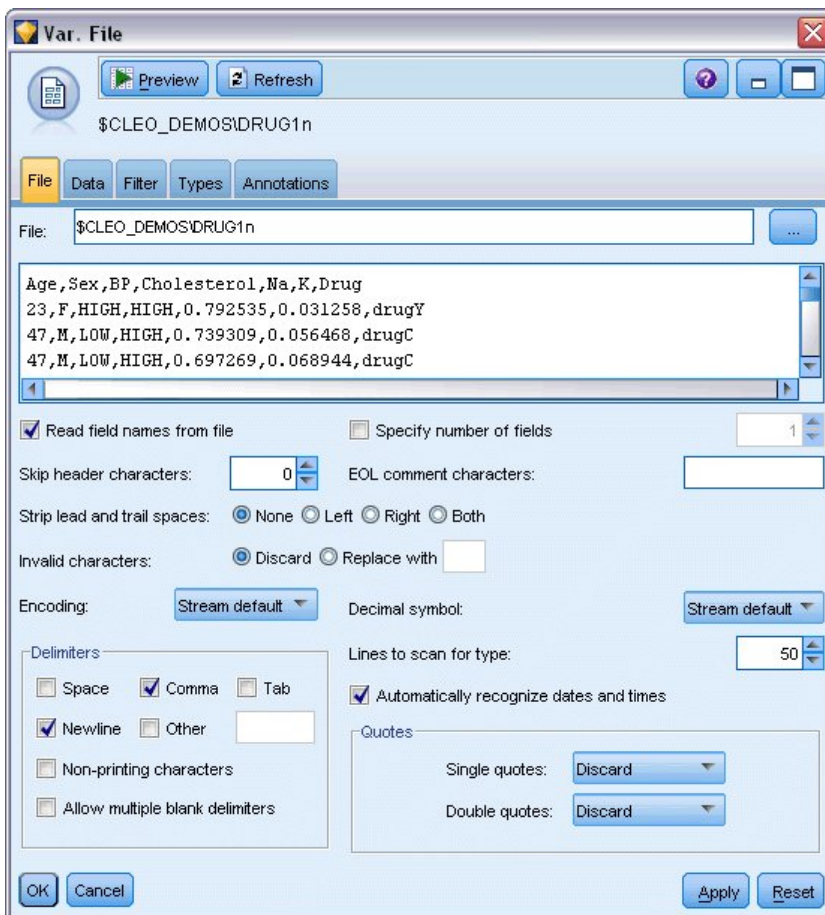 Var. File
Preview Refresh ?
$CLEO_DEMOS\DRUG1n
File Data Filter Types Annotations
File: $CLEO_DEMOS\DRUG1n ...
Age,Sex,BP,Cholesterol,Na,K,Drug
23,F,HIGH,HIGH,0.792535,0.031258,drugY
47,M,LOW,HIGH,0.739309,0.056468,drugC
47,M,LOW,HIGH,0.697269,0.068944,drugC
Read field names from file Specify number of fields 1
Skip header characters: 0 EOL comment characters:
Strip lead and trail spaces: None Left Right Both
Invalid characters: Discard Replace with
Encoding: Stream default Decimal symbol: Stream default
Delimiters Lines to scan for type: 50
Space Comma Tab Automatically recognize dates and times
Newline Other Quotes
Non-printing characters Single quotes: Discard
Allow multiple blank delimiters Double quotes: Discard
OK Cancel Apply Reset